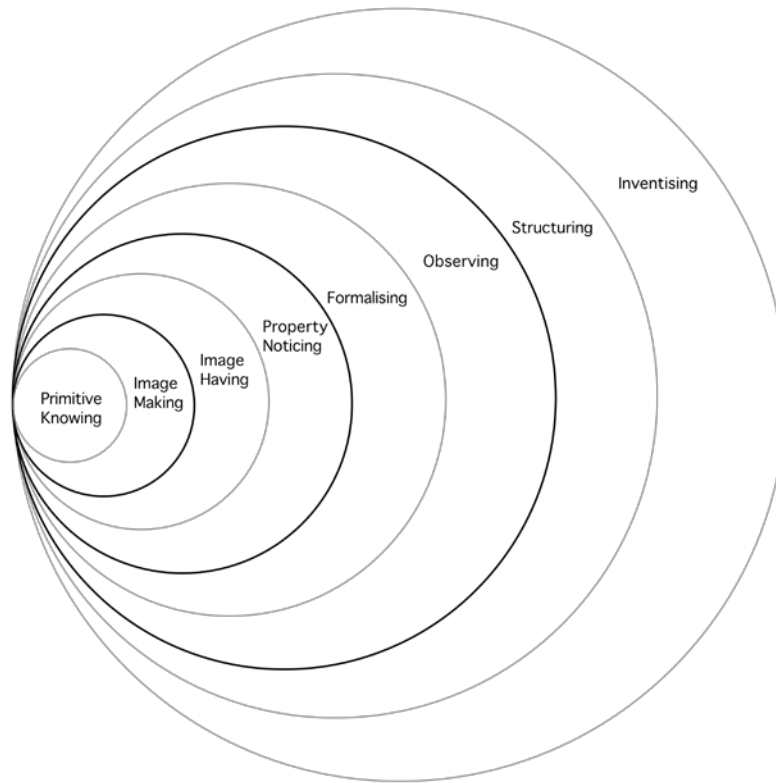 Primitive
Knowing
Image
Making
Image
Having
Property
Noticing
Formalising
Observing
Structuring
Inventising